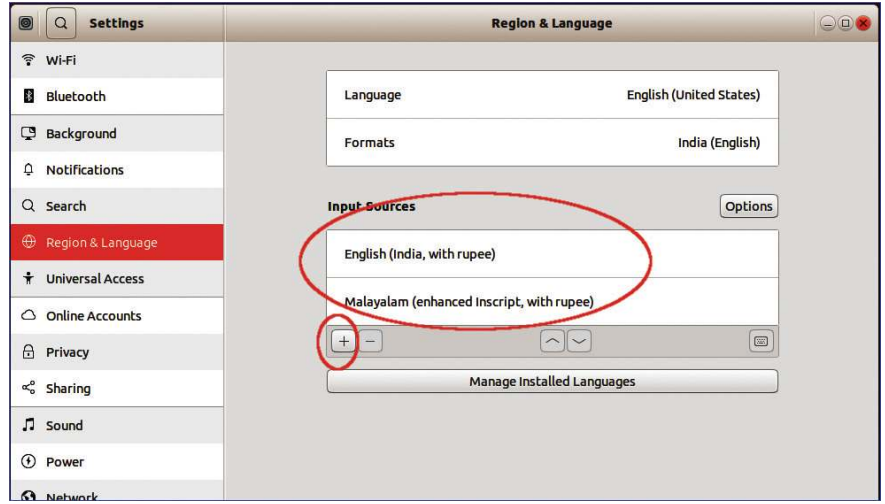 Settings
Region & Language
Wi-Fi
Bluetooth
Background
Notifications
Search
Region & Language
Universal Access
Online Accounts
Privacy
Sharing
Sound
Power
Network
Language English (United States)
Formats India (English)
Input Sources Options
English (India, with rupee)
Malayalam (enhanced Inscript, with rupee)
+ −
Manage Installed Languages